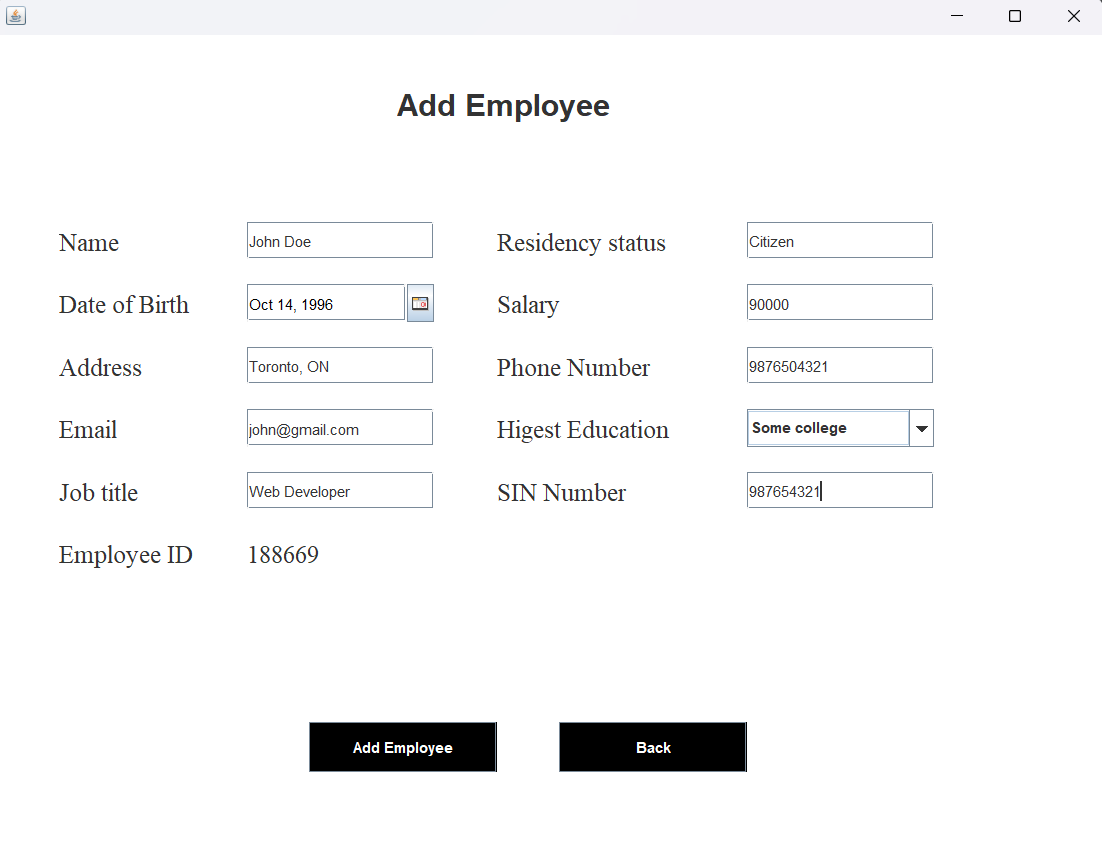 Add Employee
Name John Doe Residency status Citizen
Date of Birth Oct 14, 1996 Salary 90000
Address Toronto, ON Phone Number 9876504321
Email john@gmail.com Higest Education Some college
Job title Web Developer SIN Number 987654321
Employee ID 188669
Add Employee Back